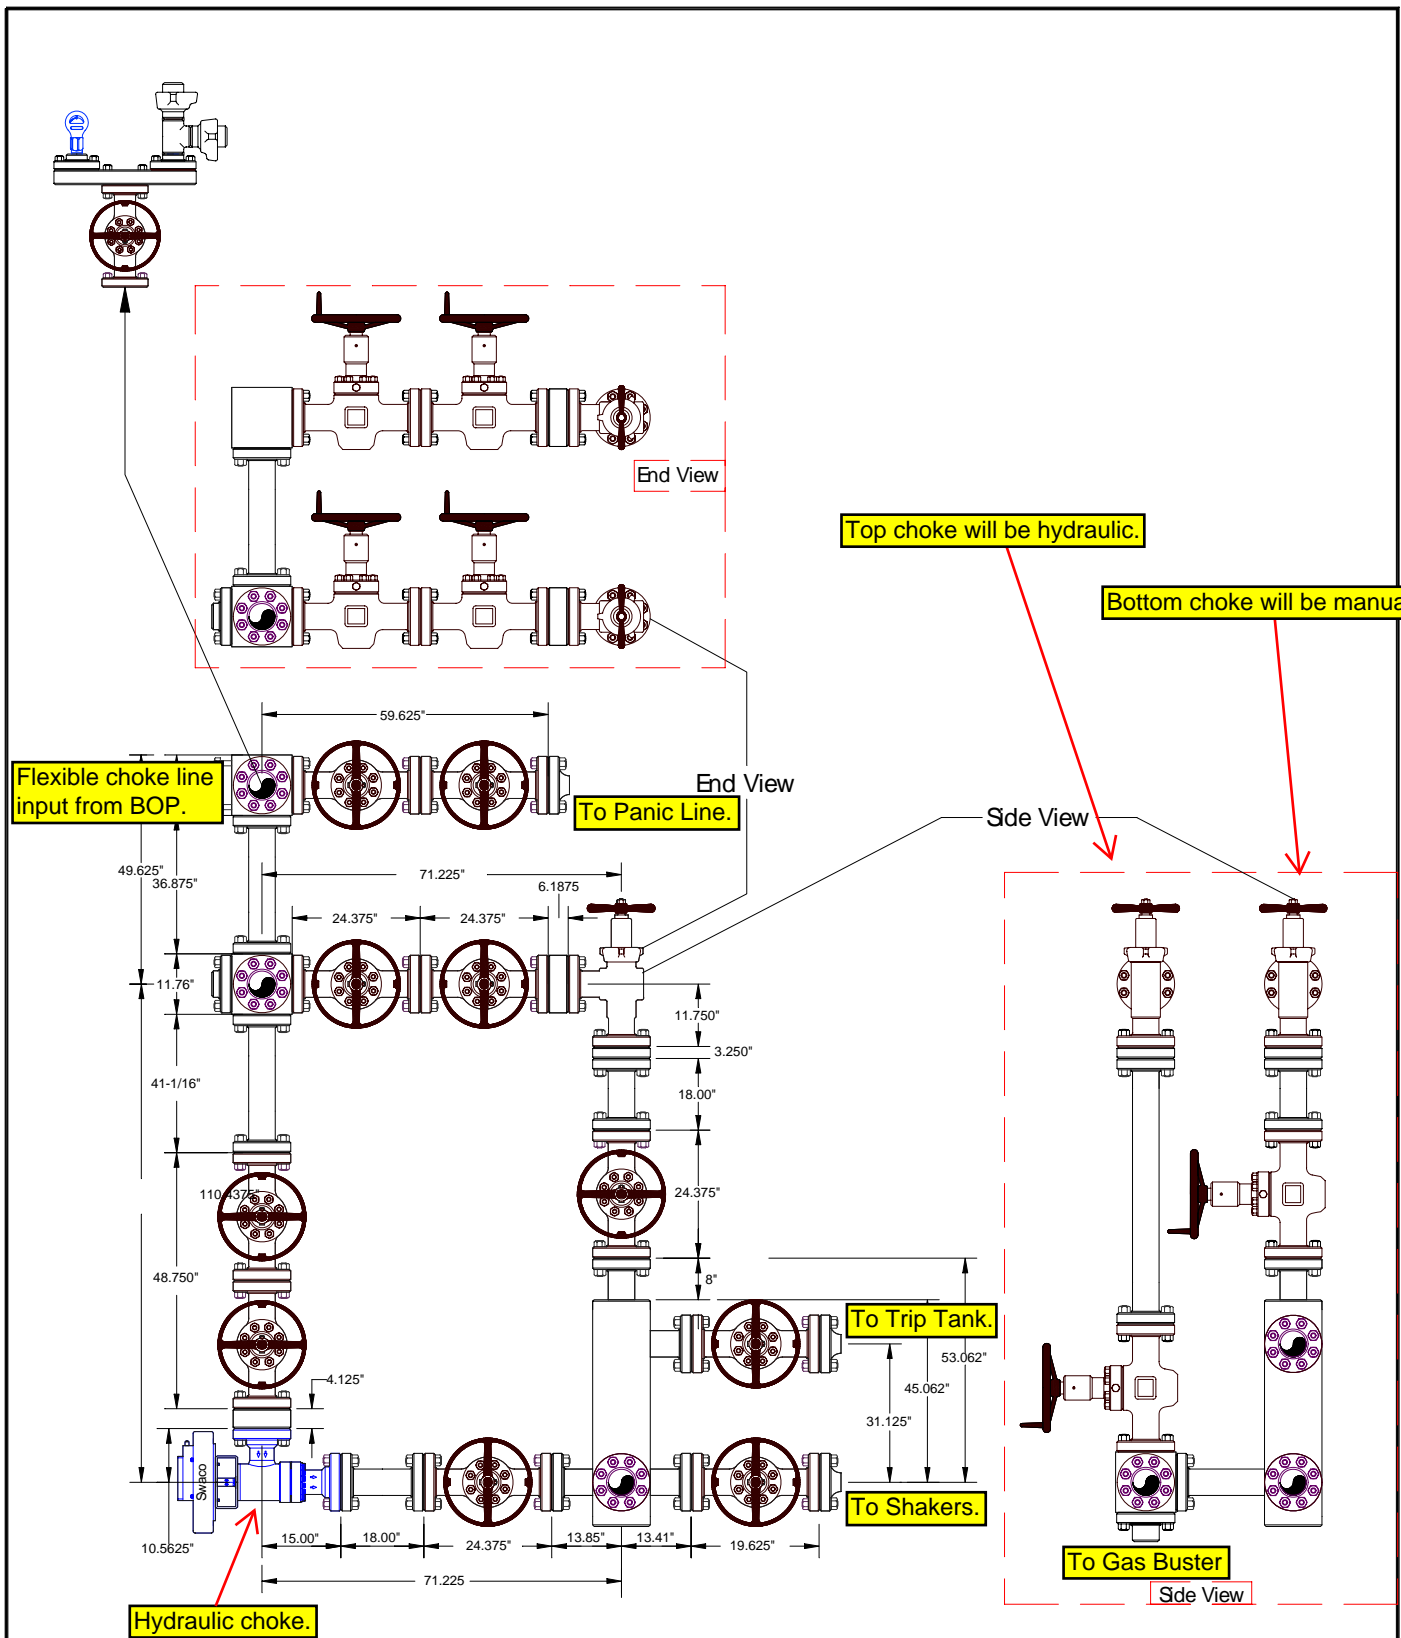 End View
Top choke will be hydraulic.
Bottom choke will be manua
59.625"
Flexible choke line
input from BOP.
End View
To Panic Line.
Side View
49.625"
36.875"
71.225"
6.1875
24.375"
24.375"
11.76"
11.750"
3.250"
41-1/16"
18.00"
110.4375"
24.375"
48.750"
8"
To Trip Tank.
53.062"
4.125"
45.062"
31.125"
Swaco
To Shakers.
10.5625"
15.00"
18.00"
24.375"
13.85"
13.41"
19.625"
To Gas Buster
71.225
Side View
Hydraulic choke.